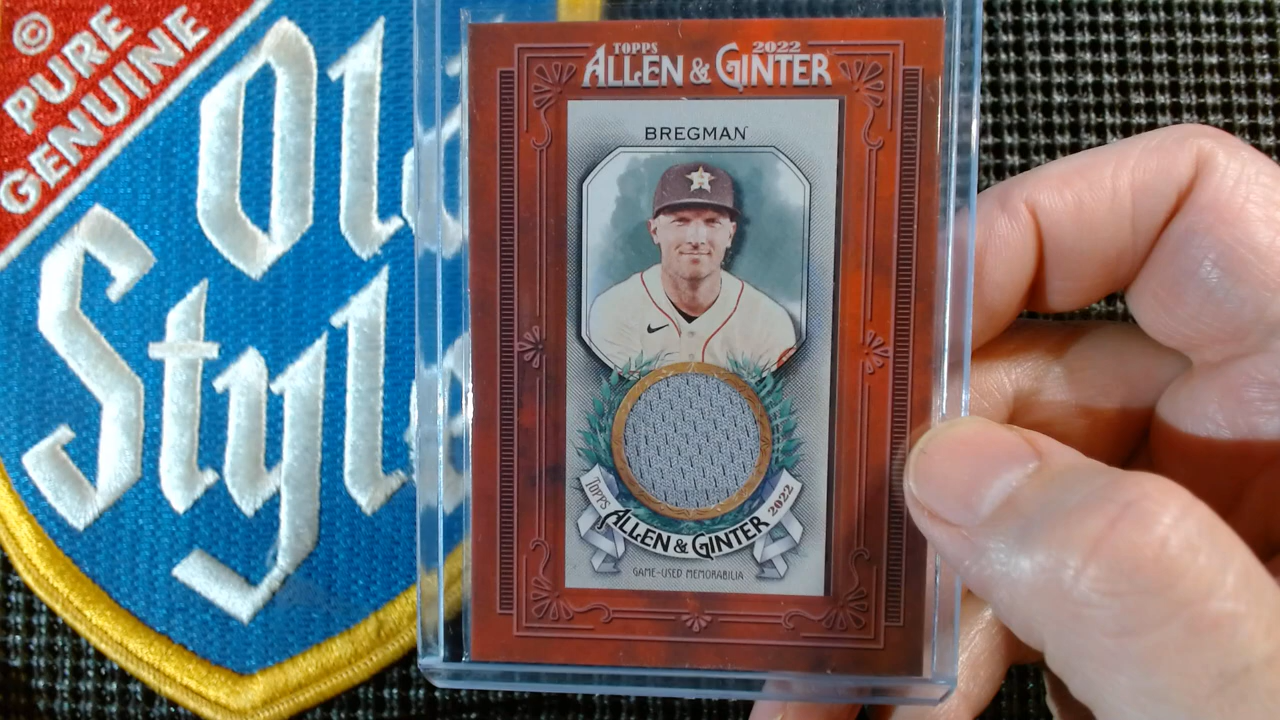 ©
PURE
GENUINE
Old
Style
TOPPS 2022
ALLEN & GINTER
BREGMAN
TOPPS
ALLEN & GINTER
2022
GAME-USED MEMORABILIA